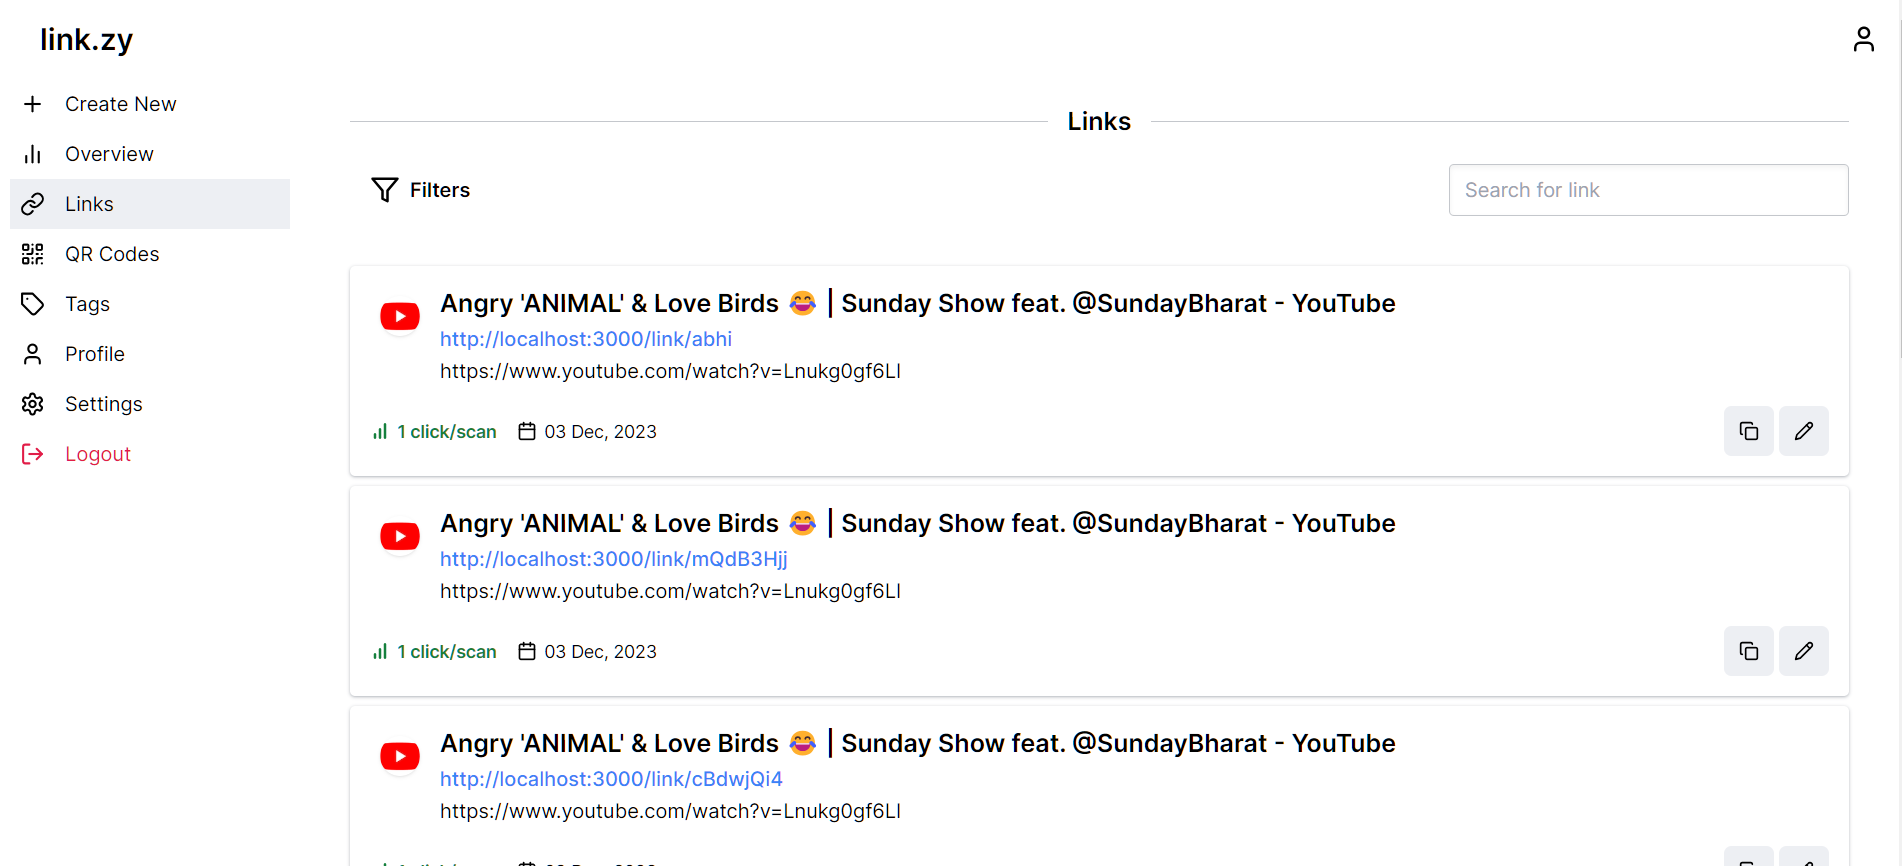 link.zy
Create New
Overview
Links
QR Codes
Tags
Profile
Settings
Logout
Links
Filters
Search for link
Angry 'ANIMAL' & Love Birds 😂 | Sunday Show feat. @SundayBharat - YouTube
http://localhost:3000/link/abhi
https://www.youtube.com/watch?v=Lnukg0gf6LI
1 click/scan 03 Dec, 2023
Angry 'ANIMAL' & Love Birds 😂 | Sunday Show feat. @SundayBharat - YouTube
http://localhost:3000/link/mQdB3Hjj
https://www.youtube.com/watch?v=Lnukg0gf6LI
1 click/scan 03 Dec, 2023
Angry 'ANIMAL' & Love Birds 😂 | Sunday Show feat. @SundayBharat - YouTube
http://localhost:3000/link/cBdwjQi4
https://www.youtube.com/watch?v=Lnukg0gf6LI